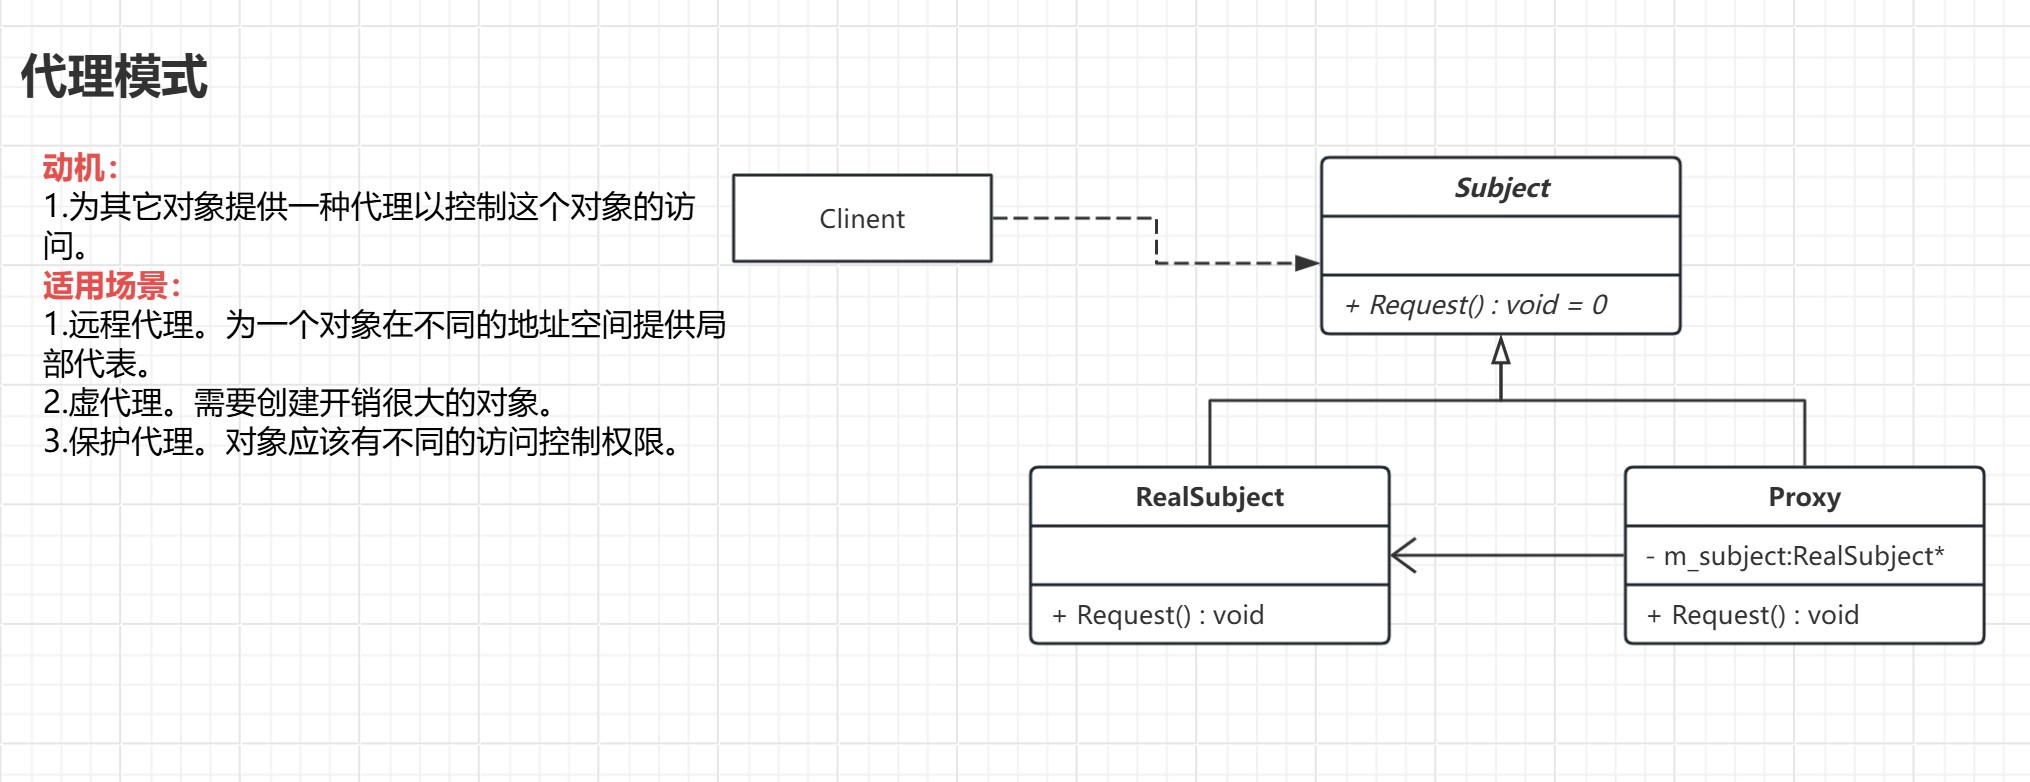 代理模式
动机：
1.为其它对象提供一种代理以控制这个对象的访
问。
适用场景：
1.远程代理。为一个对象在不同的地址空间提供局
部代表。
2.虚代理。需要创建开销很大的对象。
3.保护代理。对象应该有不同的访问控制权限。
Clinent
Subject
+ Request() : void = 0
RealSubject
+ Request() : void
Proxy
- m_subject:RealSubject*
+ Request() : void